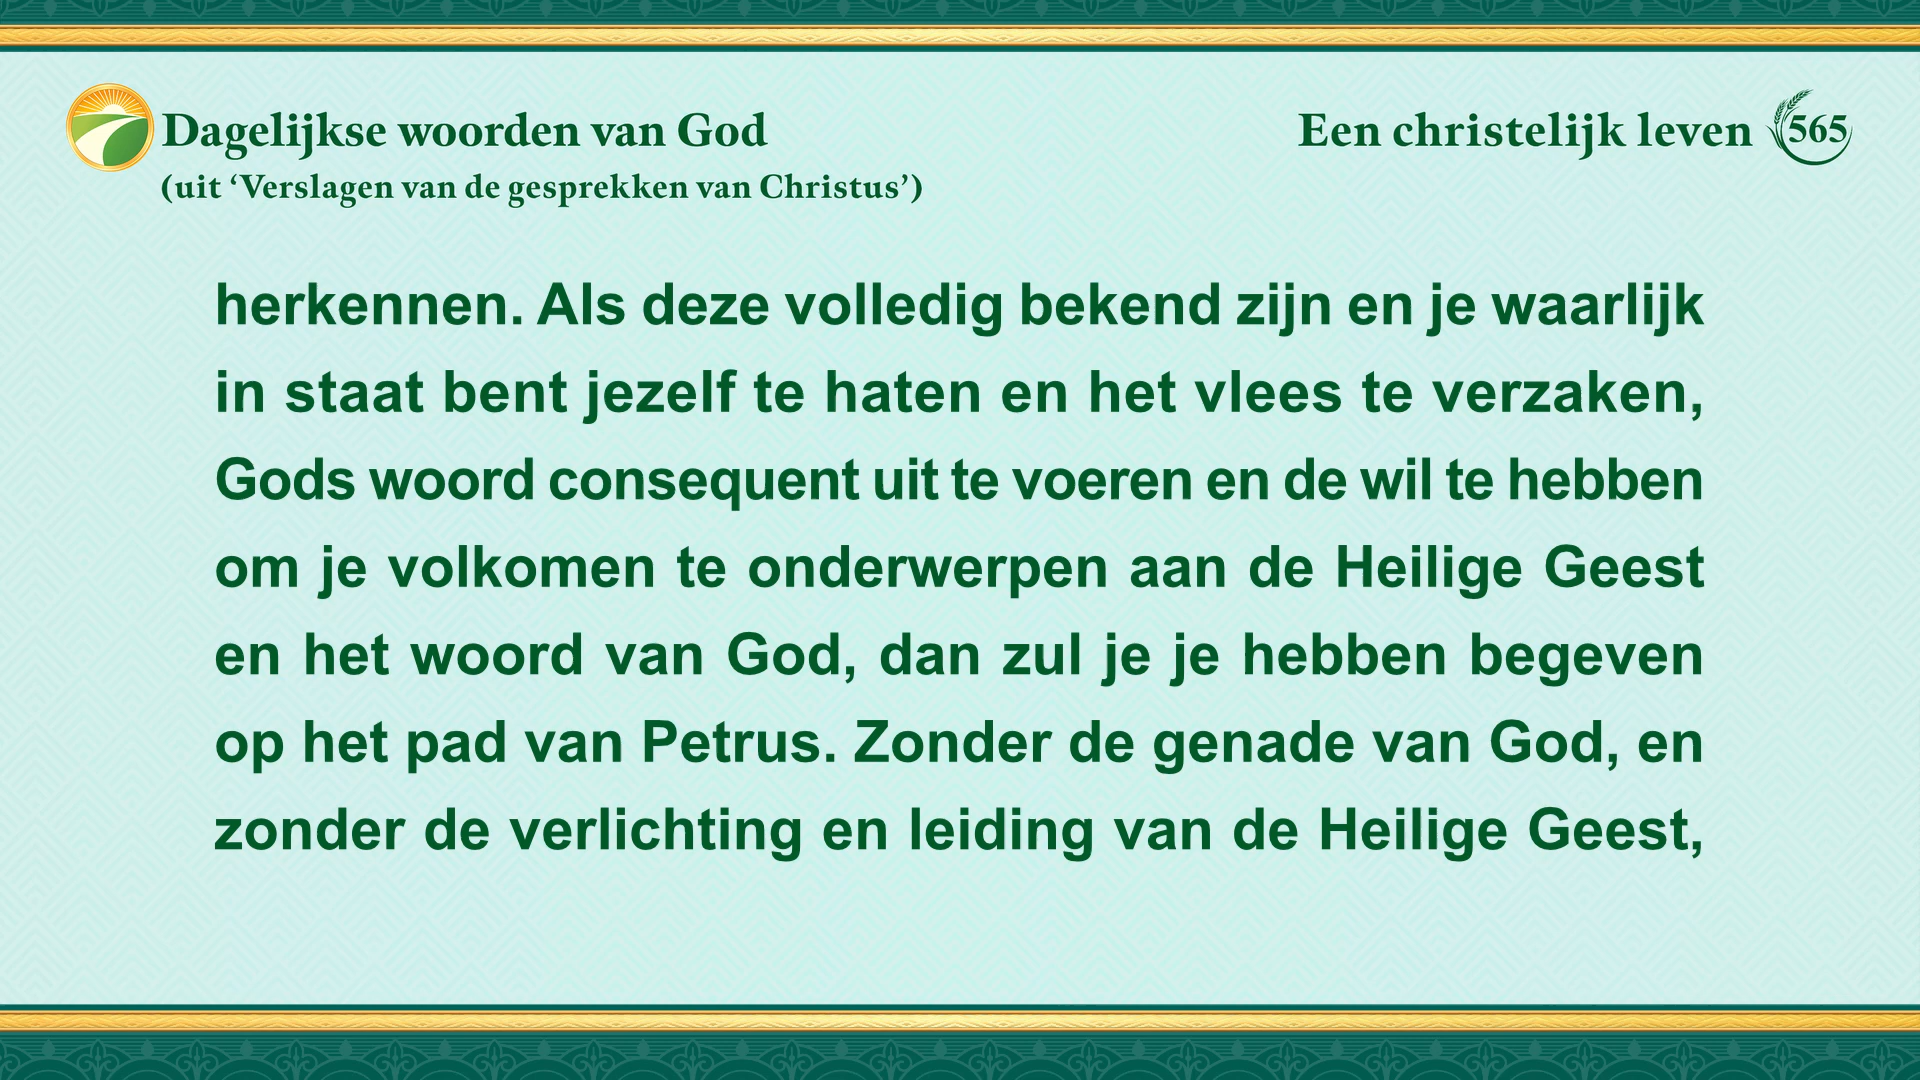 Dagelijkse woorden van God
(uit ‘Verslagen van de gesprekken van Christus’)
Een christelijk leven 565
herkennen. Als deze volledig bekend zijn en je waarlijk
in staat bent jezelf te haten en het vlees te verzaken,
Gods woord consequent uit te voeren en de wil te hebben
om je volkomen te onderwerpen aan de Heilige Geest
en het woord van God, dan zul je je hebben begeven
op het pad van Petrus. Zonder de genade van God, en
zonder de verlichting en leiding van de Heilige Geest,